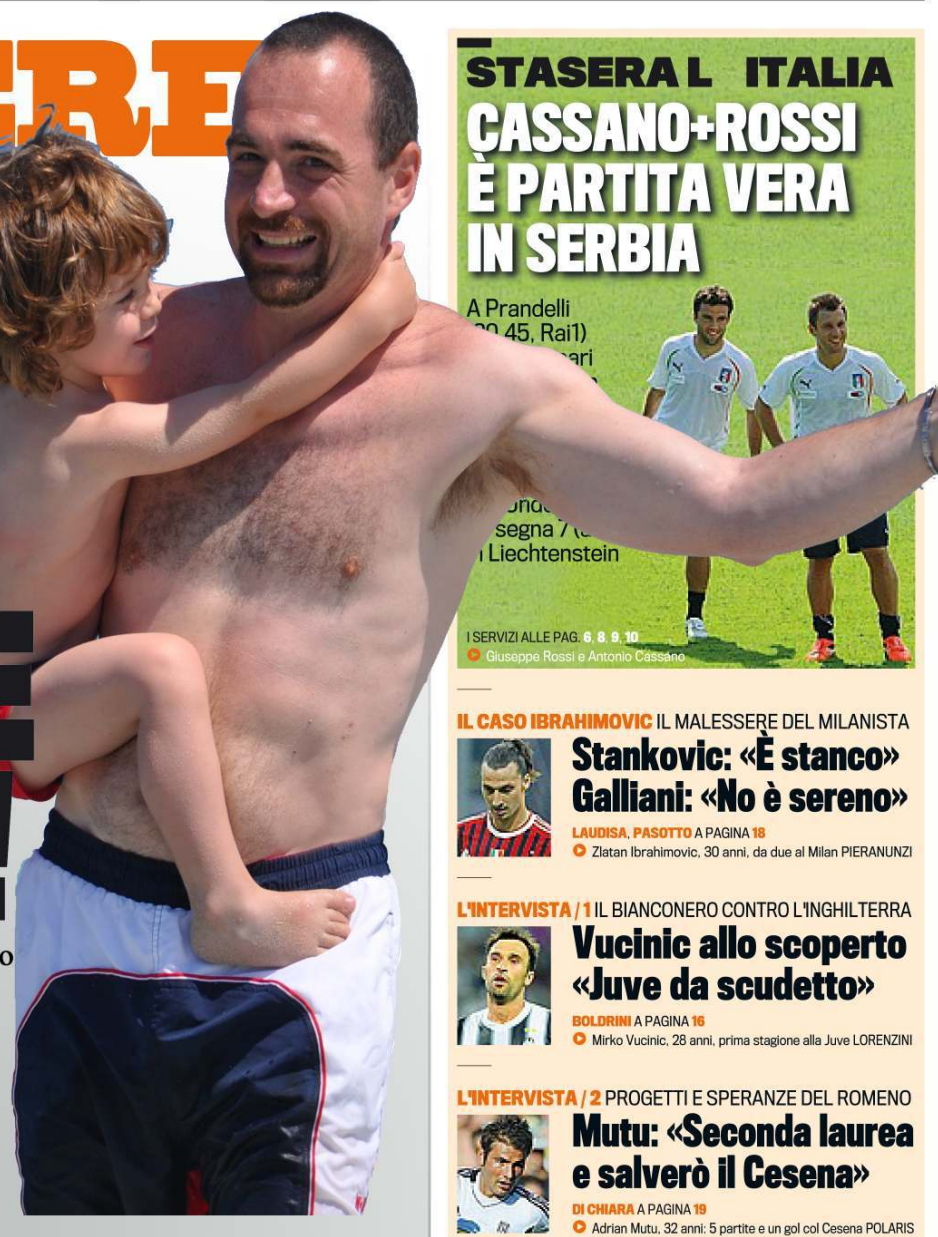 STASERA L ITALIA
CASSANO+ROSSI
È PARTITA VERA
IN SERBIA
A Prandelli
45, Rai1)
segna 7
Liechtenstein
I SERVIZI ALLE PAG. 6, 8, 9, 10
Giuseppe Rossi e Antonio Cassano
IL CASO IBRAHIMOVIC IL MALESSERE DEL MILANISTA
Stankovic: «È stanco»
Galliani: «No è sereno»
LAUDISA, PASOTTO A PAGINA 18
Zlatan Ibrahimovic, 30 anni, da due al Milan PIERANUNZI
L'INTERVISTA / 1 IL BIANCONERO CONTRO L'INGHILTERRA
Vucinic allo scoperto
«Juve da scudetto»
BOLDRINI A PAGINA 16
Mirko Vucinic, 28 anni, prima stagione alla Juve LORENZINI
L'INTERVISTA / 2 PROGETTI E SPERANZE DEL ROMENO
Mutu: «Seconda laurea
e salverò il Cesena»
DI CHIARA A PAGINA 19
Adrian Mutu, 32 anni: 5 partite e un gol col Cesena POLARIS